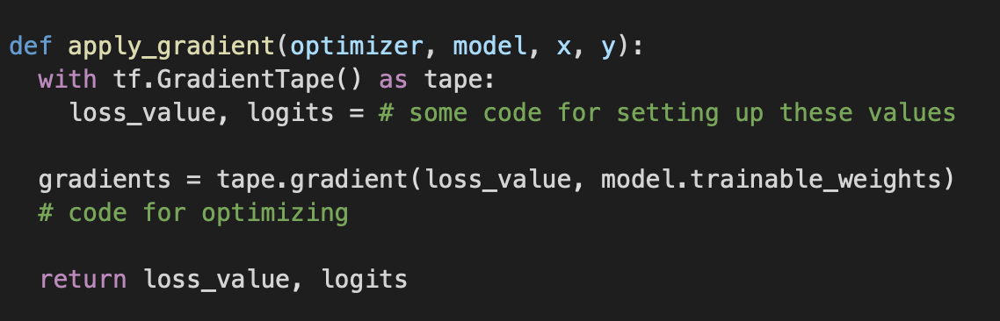 def apply_gradient(optimizer, model, x, y):
  with tf.GradientTape() as tape:
    loss_value, logits = # some code for setting up these values
  gradients = tape.gradient(loss_value, model.trainable_weights)
  # code for optimizing
  return loss_value, logits